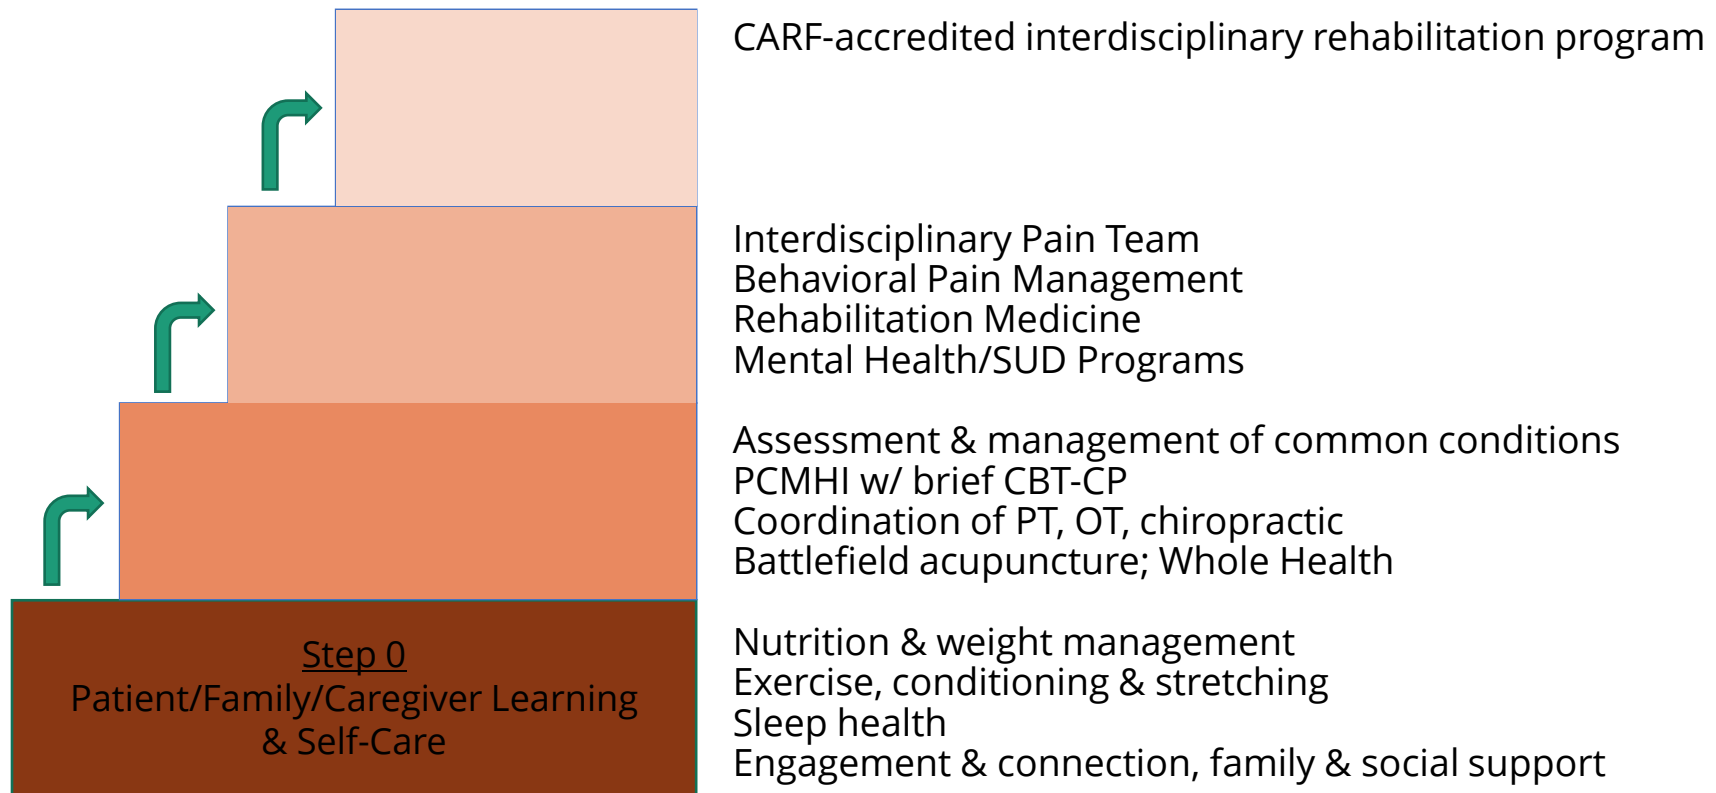 CARF-accredited interdisciplinary rehabilitation program
Interdisciplinary Pain Team
Behavioral Pain Management
Rehabilitation Medicine
Mental Health/SUD Programs
Assessment & management of common conditions
PCMHI w/ brief CBT-CP
Coordination of PT, OT, chiropractic
Battlefield acupuncture; Whole Health
Step 0
Patient/Family/Caregiver Learning
& Self-Care
Nutrition & weight management
Exercise, conditioning & stretching
Sleep health
Engagement & connection, family & social support